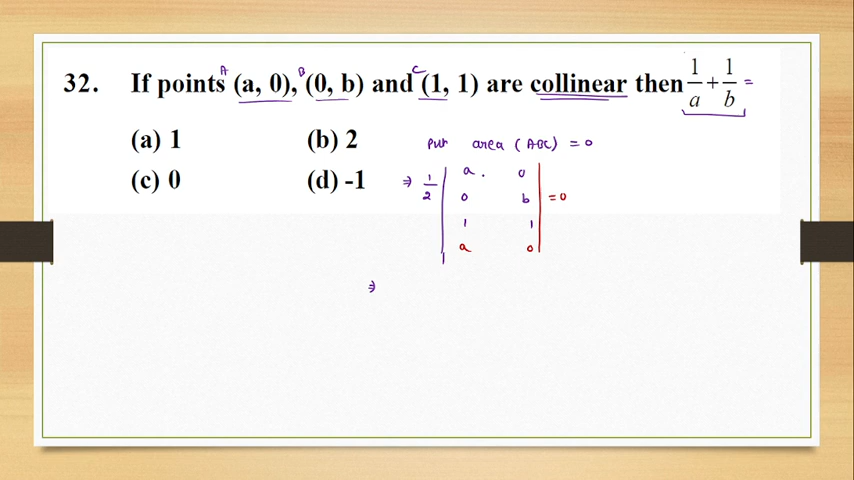 32. If points (a, 0), (0, b) and (1, 1) are collinear then 1/a + 1/b =
A B C
(a) 1 (b) 2
(c) 0 (d) -1
Put area (ABC) = 0
⇒ 1/2 | a . 0 |
0 b = 0
1 1
a 0
⇒